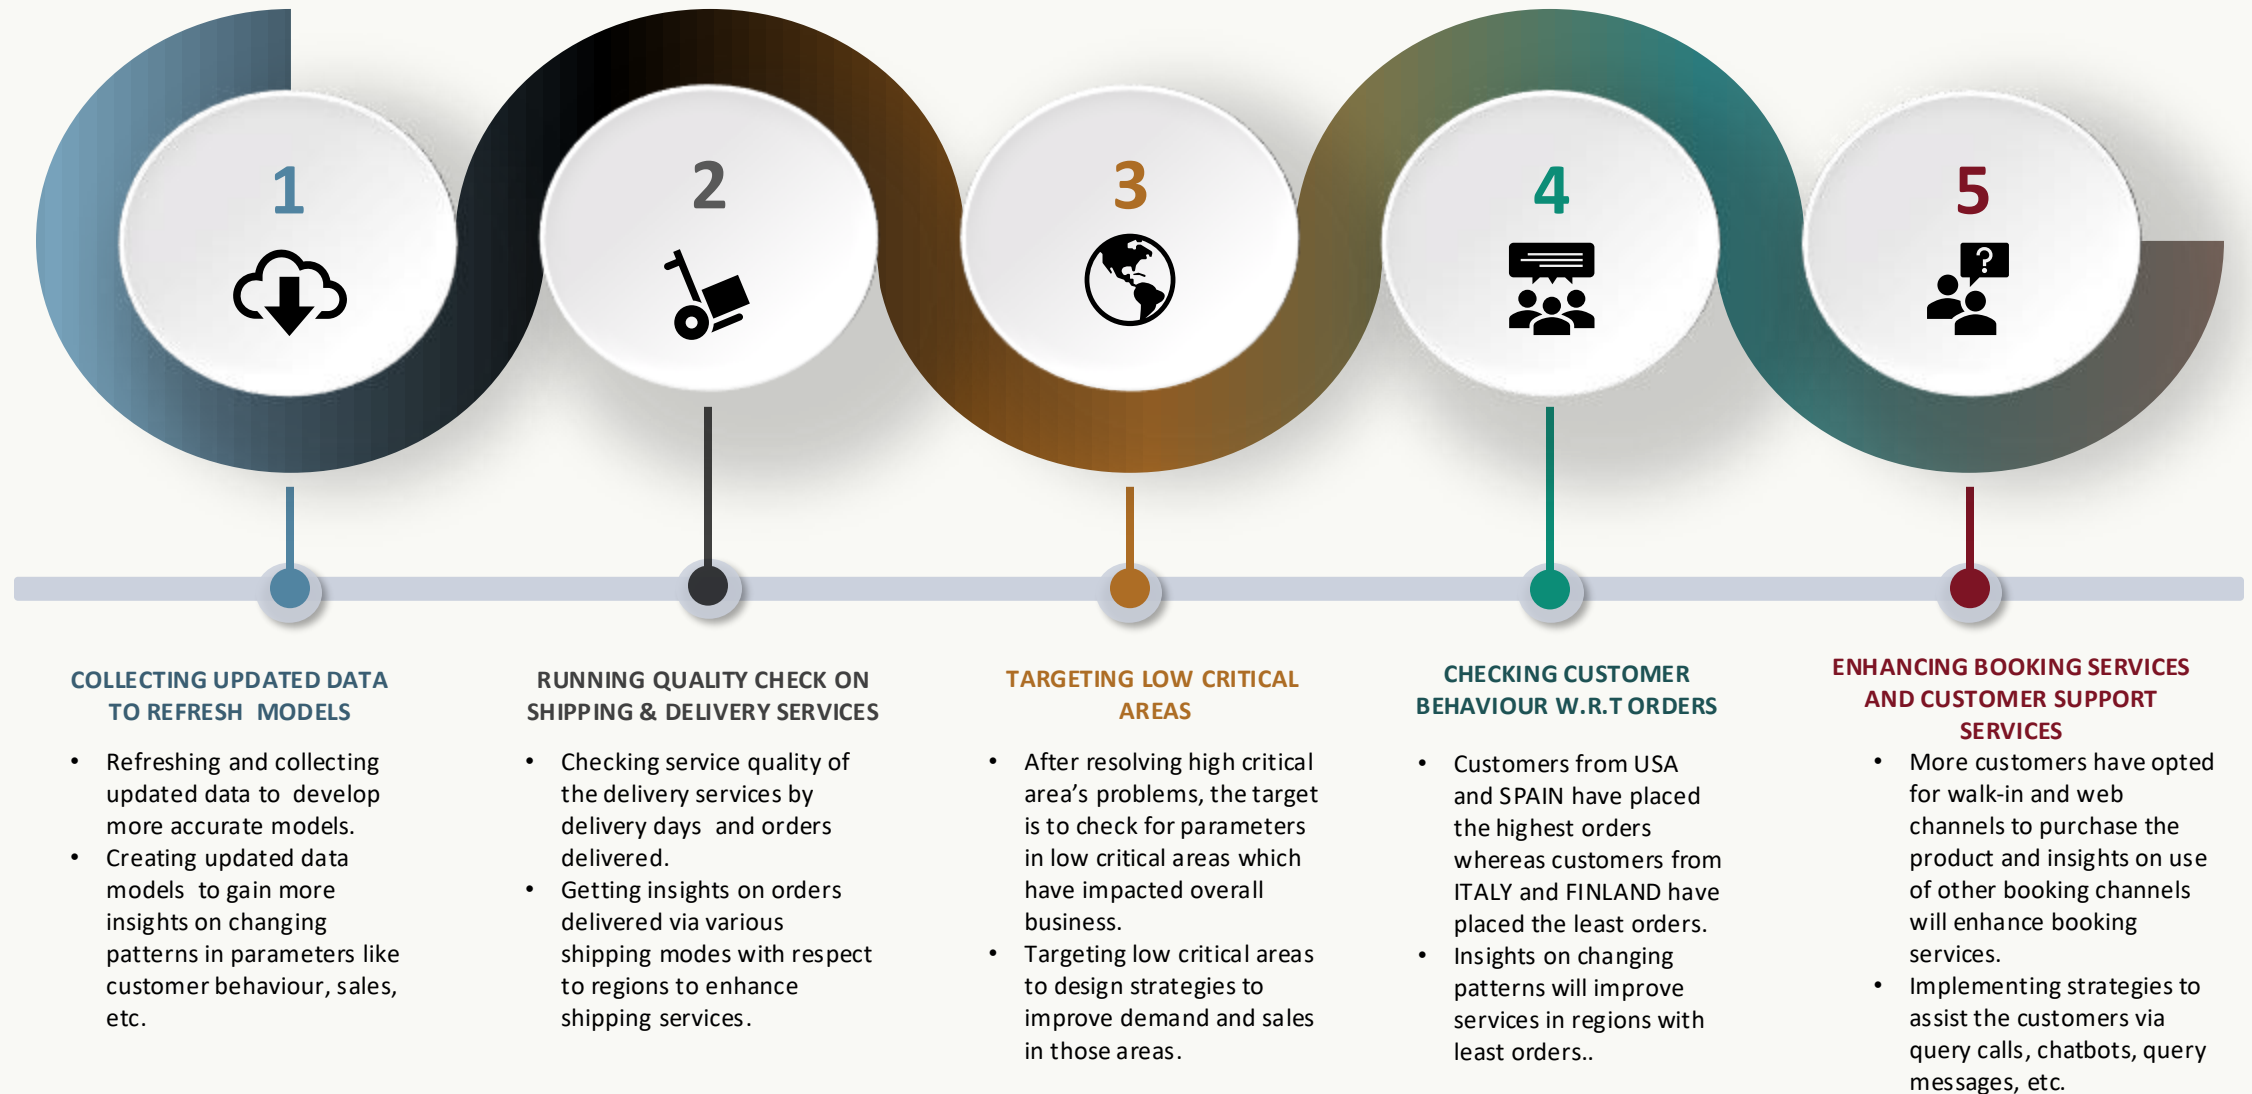 1
2
3
4
5
?
COLLECTING UPDATED DATA
TO REFRESH MODELS
• Refreshing and collecting
updated data to develop
more accurate models.
• Creating updated data
models to gain more
insights on changing
patterns in parameters like
customer behaviour, sales,
etc.
RUNNING QUALITY CHECK ON
SHIPPING & DELIVERY SERVICES
• Checking service quality of
the delivery services by
delivery days and orders
delivered.
• Getting insights on orders
delivered via various
shipping modes with respect
to regions to enhance
shipping services.
TARGETING LOW CRITICAL
AREAS
• After resolving high critical
area’s problems, the target
is to check for parameters
in low critical areas which
have impacted overall
business.
• Targeting low critical areas
to design strategies to
improve demand and sales
in those areas.
CHECKING CUSTOMER
BEHAVIOUR W.R.T ORDERS
• Customers from USA
and SPAIN have placed
the highest orders
whereas customers from
ITALY and FINLAND have
placed the least orders.
• Insights on changing
patterns will improve
services in regions with
least orders..
ENHANCING BOOKING SERVICES
AND CUSTOMER SUPPORT
SERVICES
• More customers have opted
for walk-in and web
channels to purchase the
product and insights on use
of other booking channels
will enhance booking
services.
• Implementing strategies to
assist the customers via
query calls, chatbots, query
messages, etc.